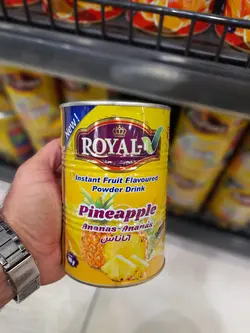 New!
ROYAL-V
Instant Fruit Flavoured
Powder Drink
Pineapple
Ananas-Ananás
أناناس